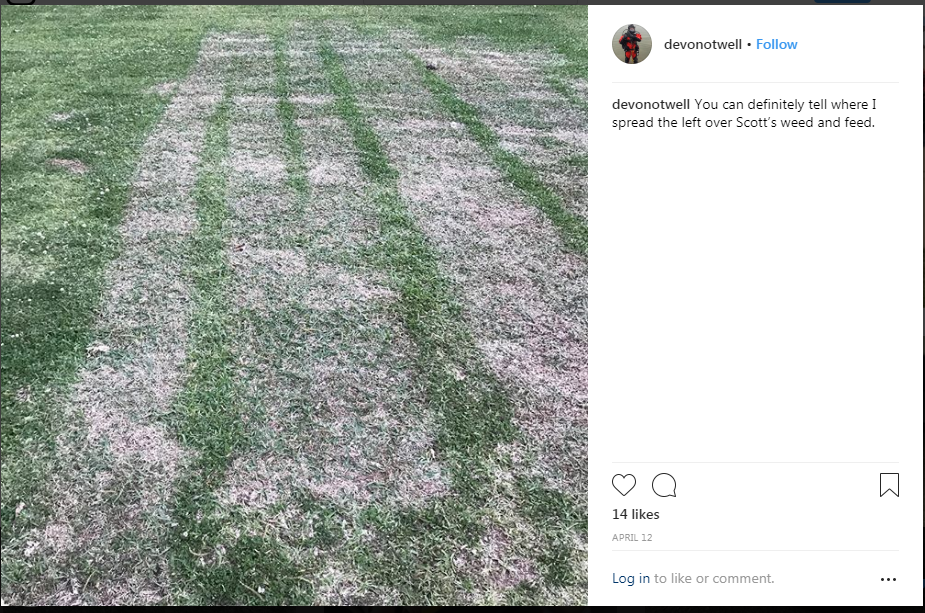 devonotwell • Follow
devonotwell You can definitely tell where I
spread the left over Scott's weed and feed.
14 likes
APRIL 12
Log in to like or comment.